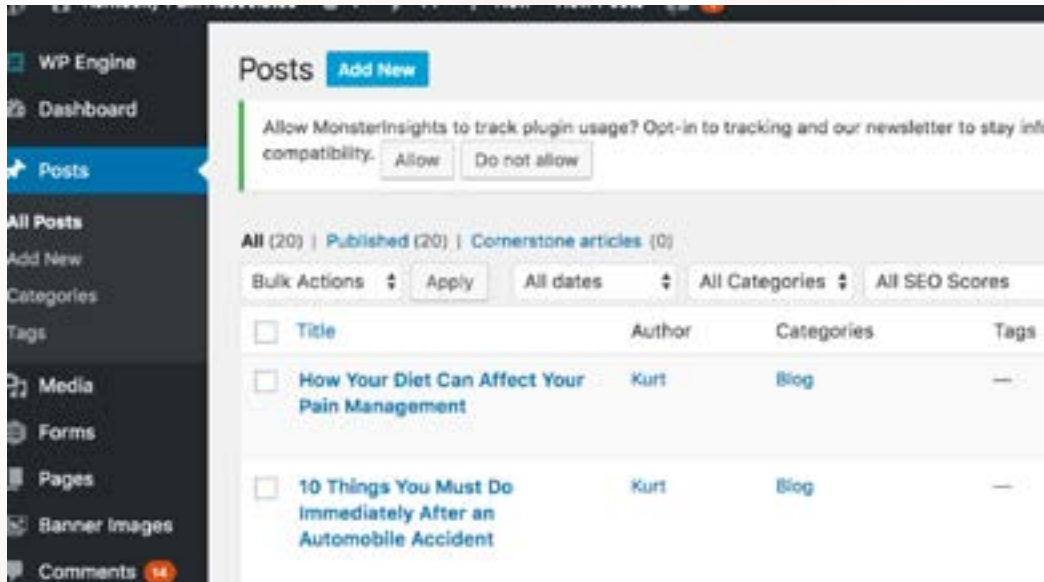 WP Engine
Dashboard
Posts
All Posts
Add New
Categories
Tags
Media
Forms
Pages
Banner Images
Comments 14
Posts Add New
Allow MonsterInsights to track plugin usage? Opt-in to tracking and our newsletter to stay
compatibility. Allow Do not allow
All (20) | Published (20) | Cornerstone articles (0)
Bulk Actions Apply All dates All Categories All SEO Scores
Title Author Categories Tags
How Your Diet Can Affect Your Kurt Blog —
Pain Management
10 Things You Must Do Kurt Blog —
Immediately After an
Automobile Accident